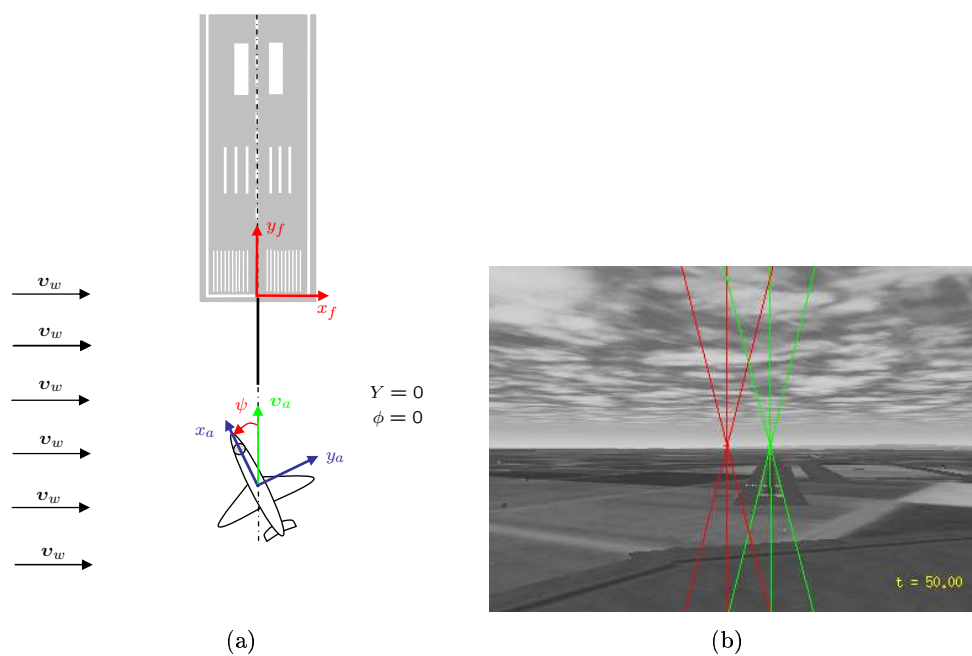 y_f
v_w
x_f
v_w
v_w
Y = 0
ψ
v_a
φ = 0
x_a
v_w
y_a
v_w
v_w
t = 50.00
(a)
(b)